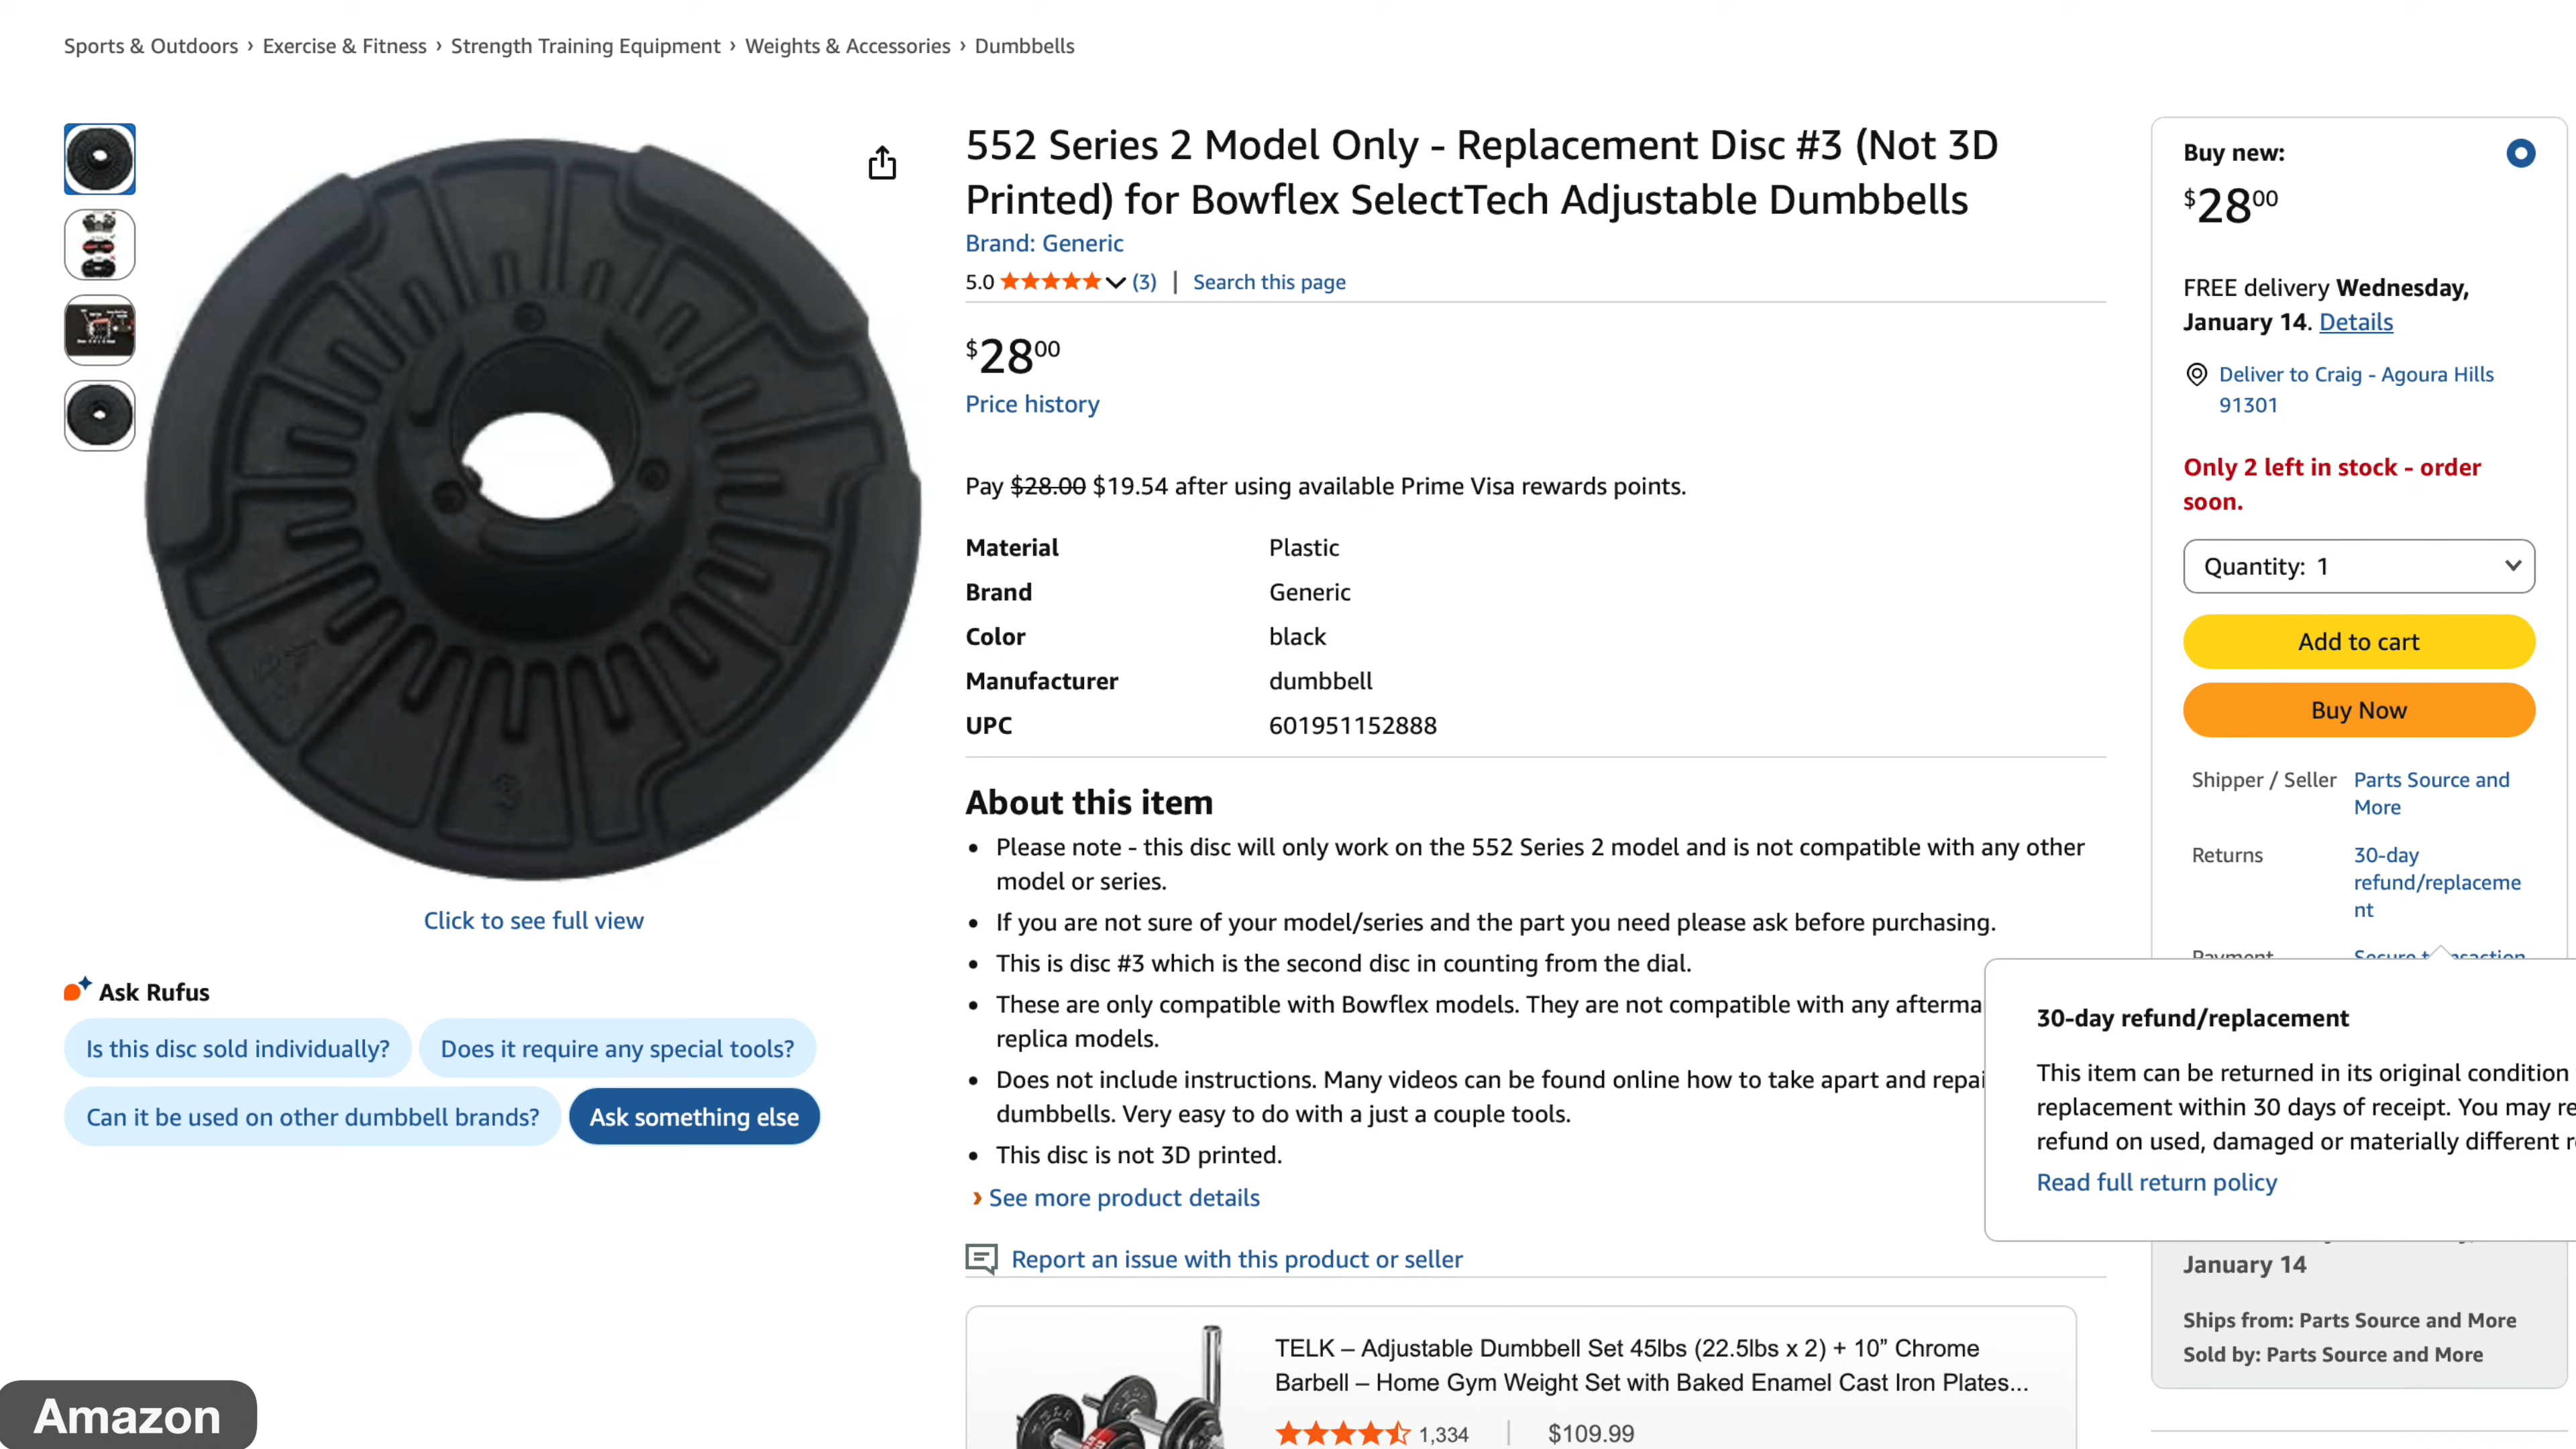 Sports & Outdoors › Exercise & Fitness › Strength Training Equipment › Weights & Accessories › Dumbbells
552 Series 2 Model Only - Replacement Disc #3 (Not 3D
Printed) for Bowflex SelectTech Adjustable Dumbbells
Brand: Generic
5.0 (3) | Search this page
$28 00
Price history
Pay $28.00 $19.54 after using available Prime Visa rewards points.
Material Plastic
Brand Generic
Color black
Manufacturer dumbbell
UPC 601951152888
About this item
• Please note - this disc will only work on the 552 Series 2 model and is not compatible with any other
model or series.
• If you are not sure of your model/series and the part you need please ask before purchasing.
• This is disc #3 which is the second disc in counting from the dial.
• These are only compatible with Bowflex models. They are not compatible with any afterma
replica models.
• Does not include instructions. Many videos can be found online how to take apart and repai
dumbbells. Very easy to do with a just a couple tools.
• This disc is not 3D printed.
› See more product details
Report an issue with this product or seller
TELK – Adjustable Dumbbell Set 45lbs (22.5lbs x 2) + 10” Chrome
Barbell – Home Gym Weight Set with Baked Enamel Cast Iron Plates...
1,334 | $109.99
Click to see full view
Ask Rufus
Is this disc sold individually? Does it require any special tools?
Can it be used on other dumbbell brands? Ask something else
Amazon
Buy new:
$28 00
FREE delivery Wednesday,
January 14. Details
Deliver to Craig - Agoura Hills
91301
Only 2 left in stock - order
soon.
Quantity: 1
Add to cart
Buy Now
Shipper / Seller Parts Source and
More
Returns 30-day
refund/replaceme
nt
Payment Secure transaction
30-day refund/replacement
This item can be returned in its original condition
replacement within 30 days of receipt. You may re
refund on used, damaged or materially different r
Read full return policy
January 14
Ships from: Parts Source and More
Sold by: Parts Source and More